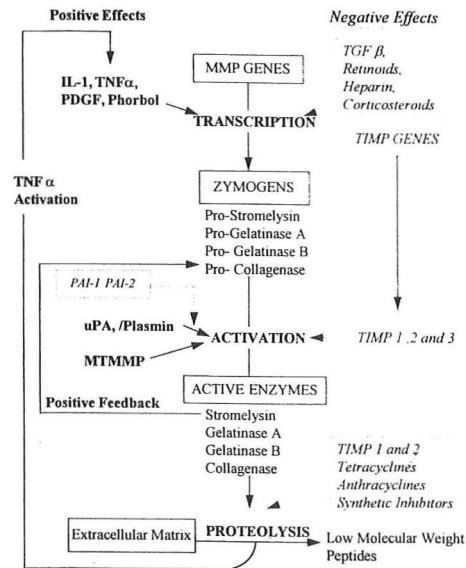 Positive Effects
Negative Effects
IL-1, TNFα,
PDGF, Phorbol
MMP GENES
TGF β,
Retinoids,
Heparin,
Corticosteroids
TRANSCRIPTION
TIMP GENES
TNF α
Activation
ZYMOGENS
Pro-Stromelysin
Pro-Gelatinase A
Pro- Gelatinase B
Pro- Collagenase
PAI-1 PAI-2
uPA, /Plasmin
MTMMP
ACTIVATION
TIMP 1 ,2 and 3
ACTIVE ENZYMES
Positive Feedback
Stromelysin
Gelatinase A
Gelatinase B
Collagenase
TIMP 1 and 2
Tetracyclines
Anthracyclines
Synthetic Inhibitors
Extracellular Matrix
PROTEOLYSIS
Low Molecular Weight
Peptides